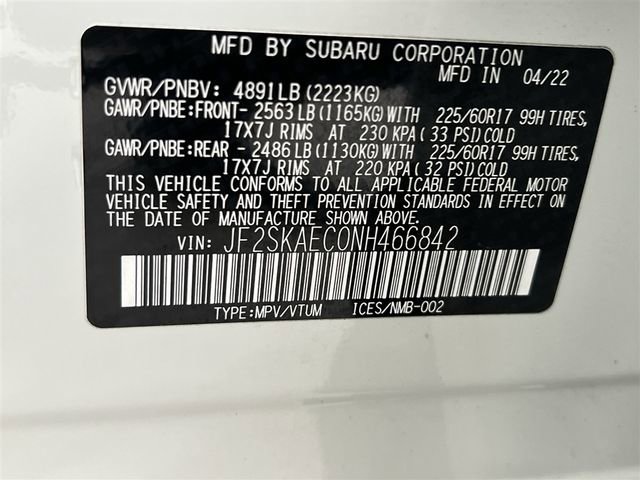 MFD BY SUBARU CORPORATION
MFD IN 04/22
GVWR/PNBV: 4891LB(2223KG)
GAWR/PNBE:FRONT- 2563LB(1165KG)WITH 225/60R17 99H TIRES,
17X7J RIMS AT 230 KPA( 33 PSI)COLD
GAWR/PNBE:REAR - 2486LB(1130KG)WITH 225/60R17 99H TIRES,
17X7J RIMS AT 220 KPA( 32 PSI)COLD
THIS VEHICLE CONFORMS TO ALL APPLICABLE FEDERAL MOTOR
VEHICLE SAFETY AND THEFT PREVENTION STANDARDS IN EFFECT
ON THE DATE OF MANUFACTURE SHOWN ABOVE.
VIN: JF2SKAEC0NH466842
TYPE:MPV/VTUM ICES/NMB-002